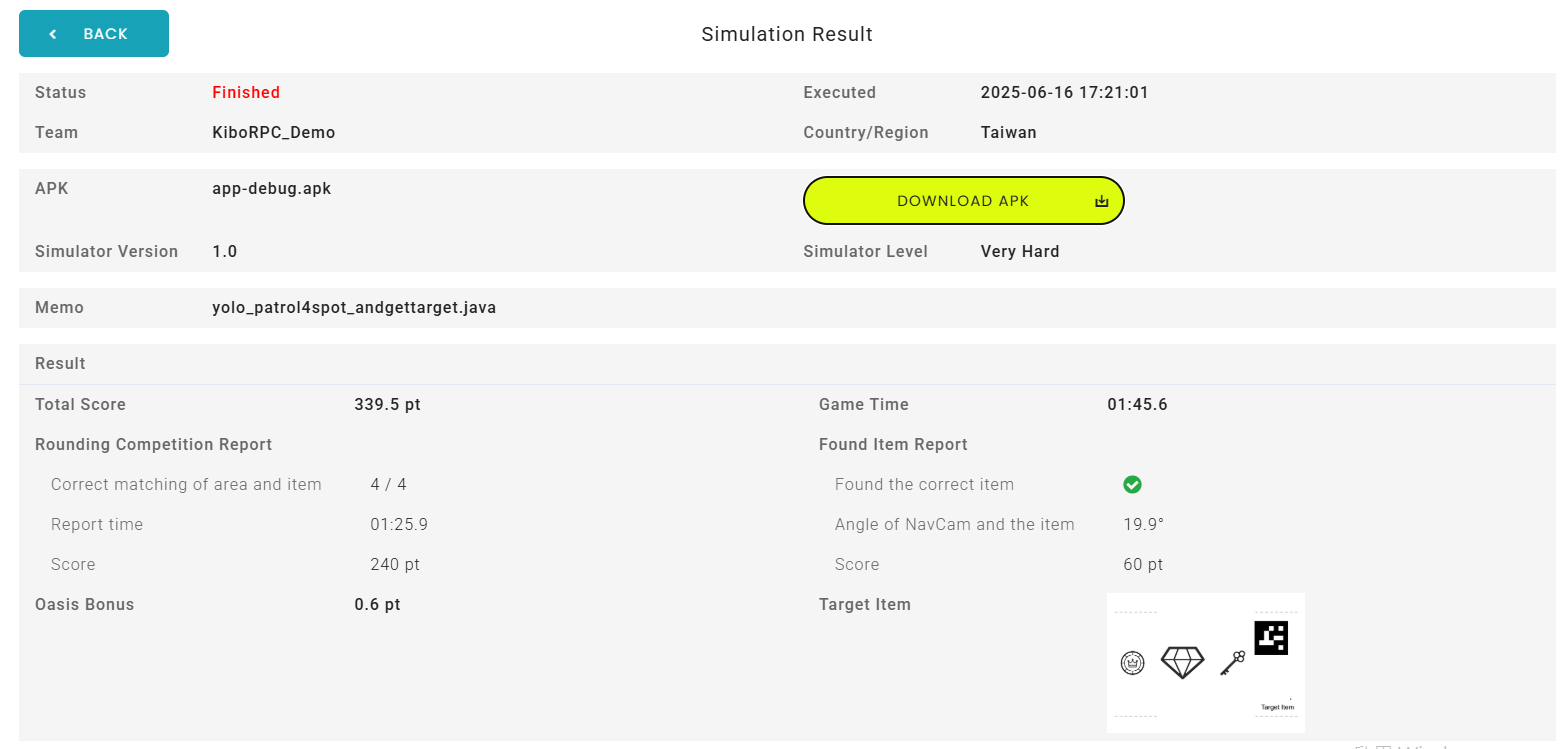 BACK
Simulation Result
Status Finished Executed 2025-06-16 17:21:01
Team KiboRPC_Demo Country/Region Taiwan
APK app-debug.apk DOWNLOAD APK
Simulator Version 1.0 Simulator Level Very Hard
Memo yolo_patrol4spot_andgettarget.java
Result
Total Score 339.5 pt Game Time 01:45.6
Rounding Competition Report Found Item Report
Correct matching of area and item 4 / 4 Found the correct item
Report time 01:25.9 Angle of NavCam and the item 19.9°
Score 240 pt Score 60 pt
Oasis Bonus 0.6 pt Target Item
Target Item